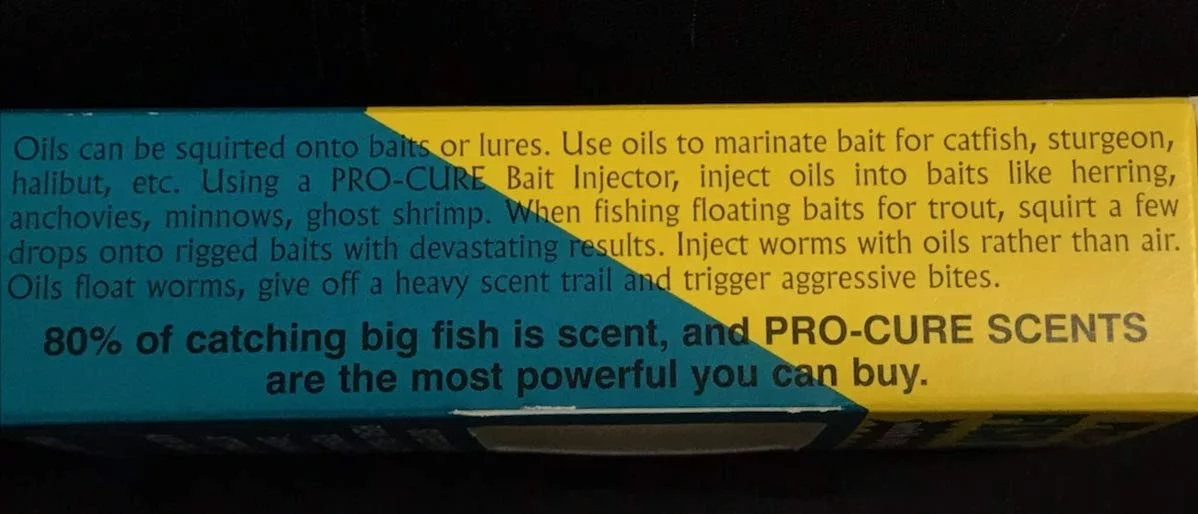 Oils can be squirted onto baits or lures. Use oils to marinate bait for catfish, sturgeon,
halibut, etc. Using a PRO-CURE Bait Injector, inject oils into baits like herring,
anchovies, minnows, ghost shrimp. When fishing floating baits for trout, squirt a few
drops onto rigged baits with devastating results. Inject worms with oils rather than air.
Oils float worms, give off a heavy scent trail and trigger aggressive bites.
80% of catching big fish is scent, and PRO-CURE SCENTS
are the most powerful you can buy.